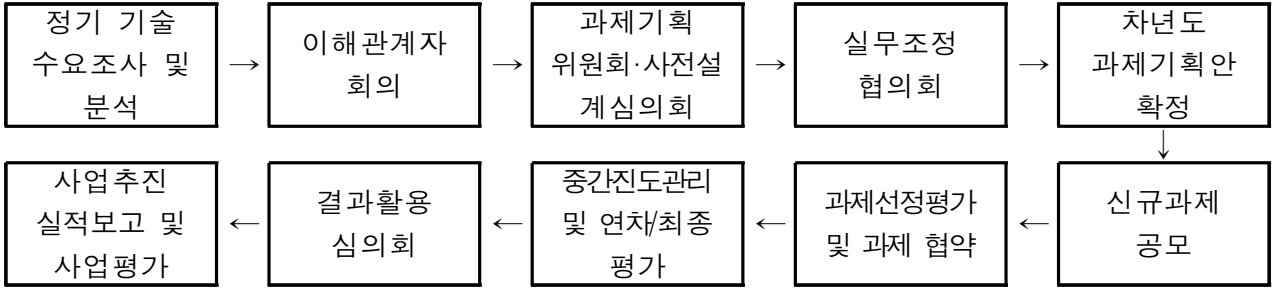 정기 기술
수요조사 및
분석
→
이해관계자
회의
→
과제기획
위원회·사전설
계심의회
→
실무조정
협의회
→
차년도
과제기획안
확정
↓
신규과제
공모
←
과제선정평가
및 과제 협약
←
중간진도관리
및 연차/최종
평가
←
결과활용
심의회
←
사업추진
실적보고 및
사업평가